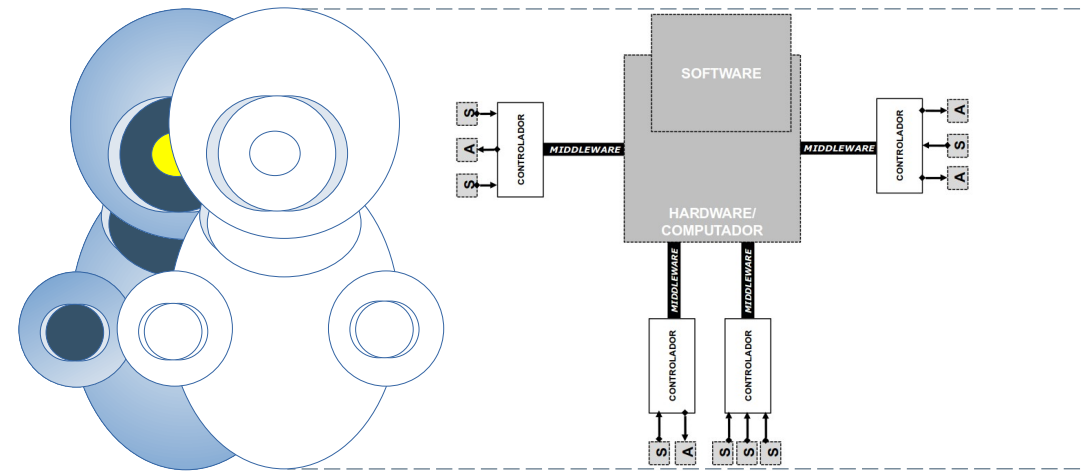 SOFTWARE
HARDWARE/
COMPUTADOR
S
A
S
CONTROLADOR
MIDDLEWARE
MIDDLEWARE
CONTROLADOR
A
S
A
MIDDLEWARE
MIDDLEWARE
CONTROLADOR
CONTROLADOR
S
A
S
S
S